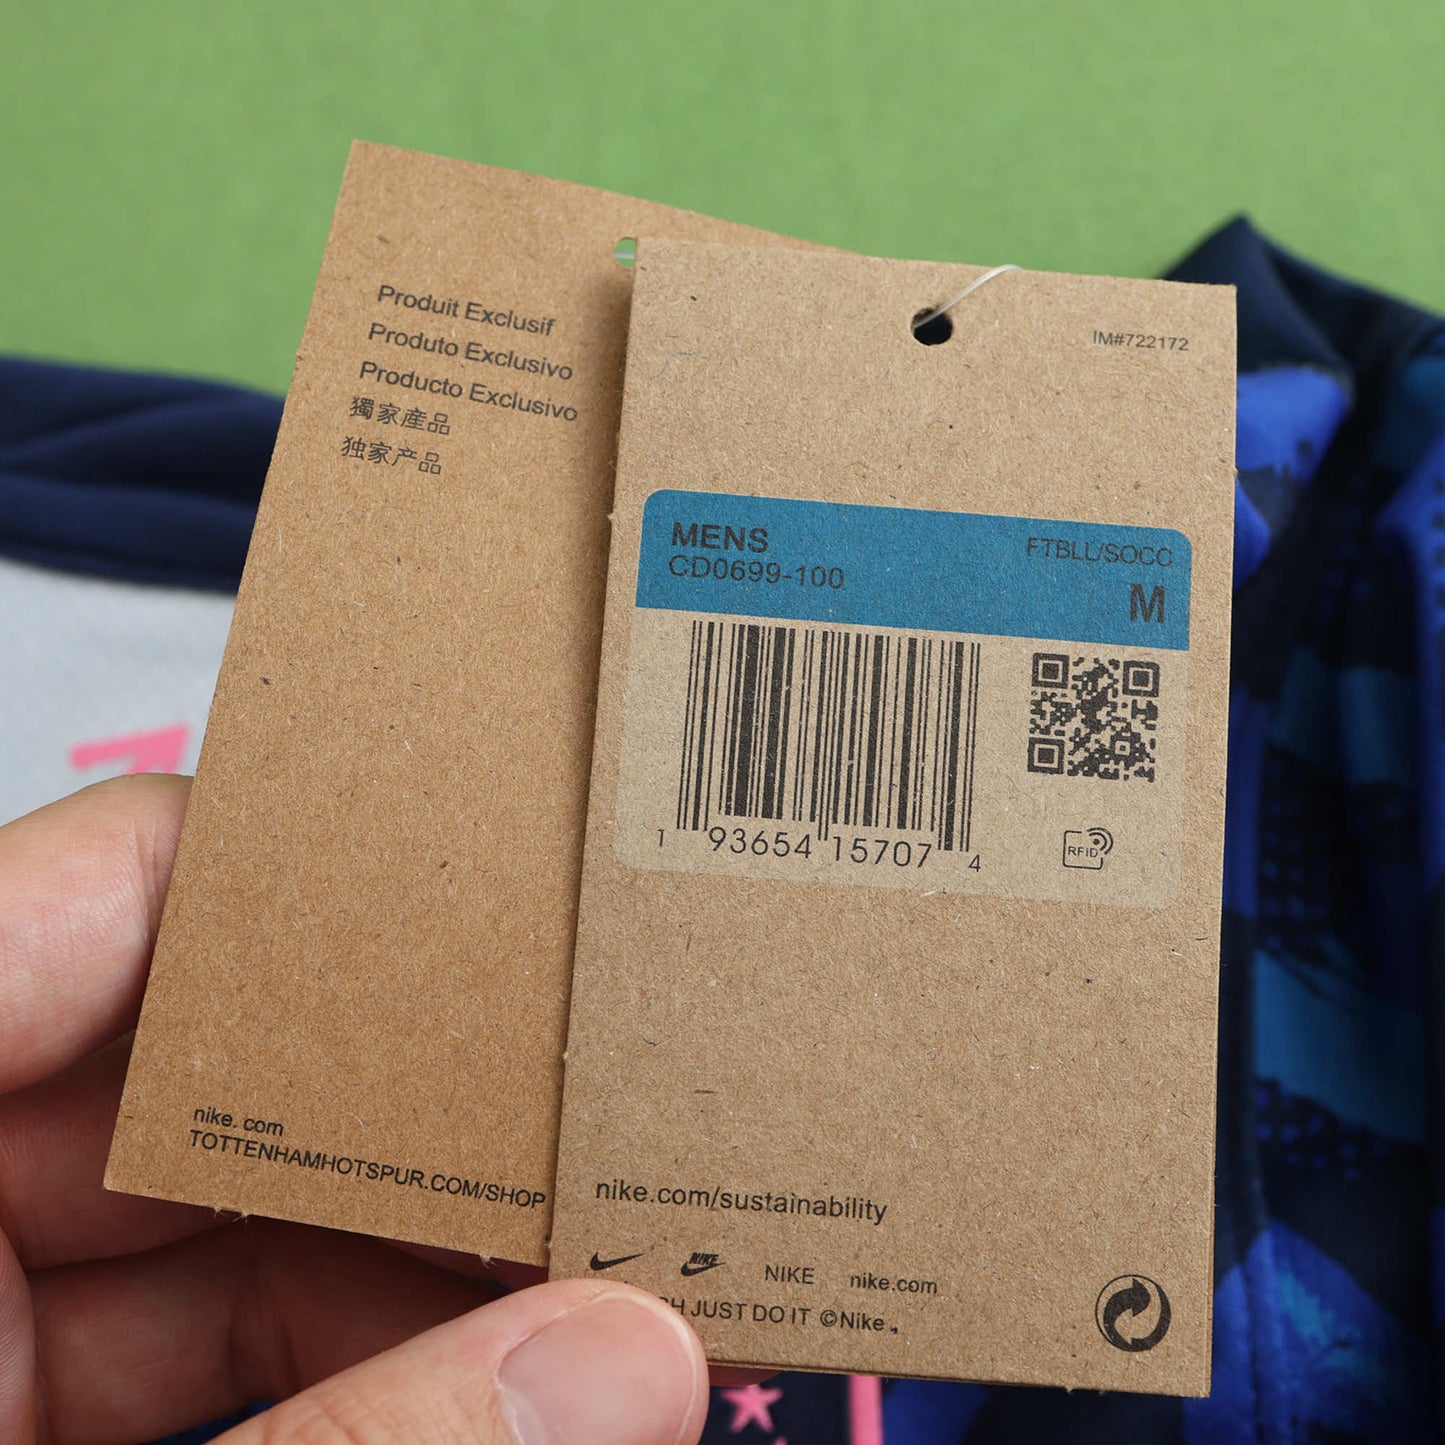 Produit Exclusif
Produto Exclusivo
Producto Exclusivo
獨家產品
独家产品
nike. com
TOTTENHAMHOTSPUR.COM/SHOP
IM#722172
MENS
FTBLL/SOCC
CD0699-100
M
1 93654 15707 4
RFID
nike.com/sustainability
NIKE
NIKE
nike.com
JUST DO IT ©Nike